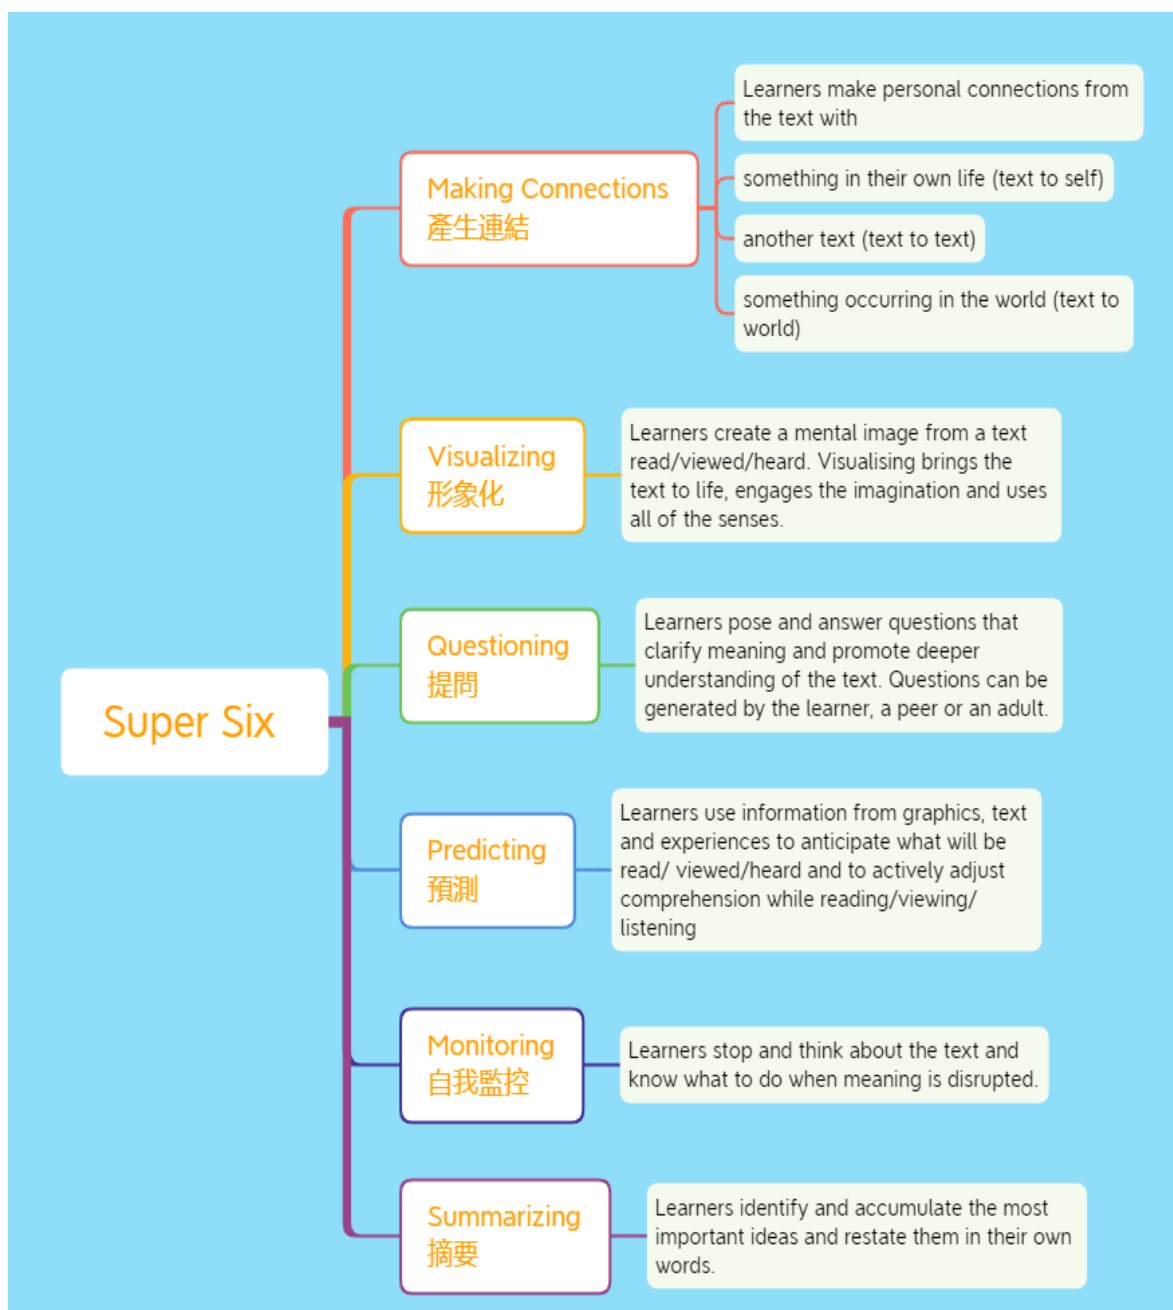 Super Six
Making Connections
產生連結
Learners make personal connections from
the text with
something in their own life (text to self)
another text (text to text)
something occurring in the world (text to
world)
Visualizing
形象化
Learners create a mental image from a text
read/viewed/heard. Visualising brings the
text to life, engages the imagination and uses
all of the senses.
Questioning
提問
Learners pose and answer questions that
clarify meaning and promote deeper
understanding of the text. Questions can be
generated by the learner, a peer or an adult.
Predicting
預測
Learners use information from graphics, text
and experiences to anticipate what will be
read/ viewed/heard and to actively adjust
comprehension while reading/viewing/
listening
Monitoring
自我監控
Learners stop and think about the text and
know what to do when meaning is disrupted.
Summarizing
摘要
Learners identify and accumulate the most
important ideas and restate them in their own
words.